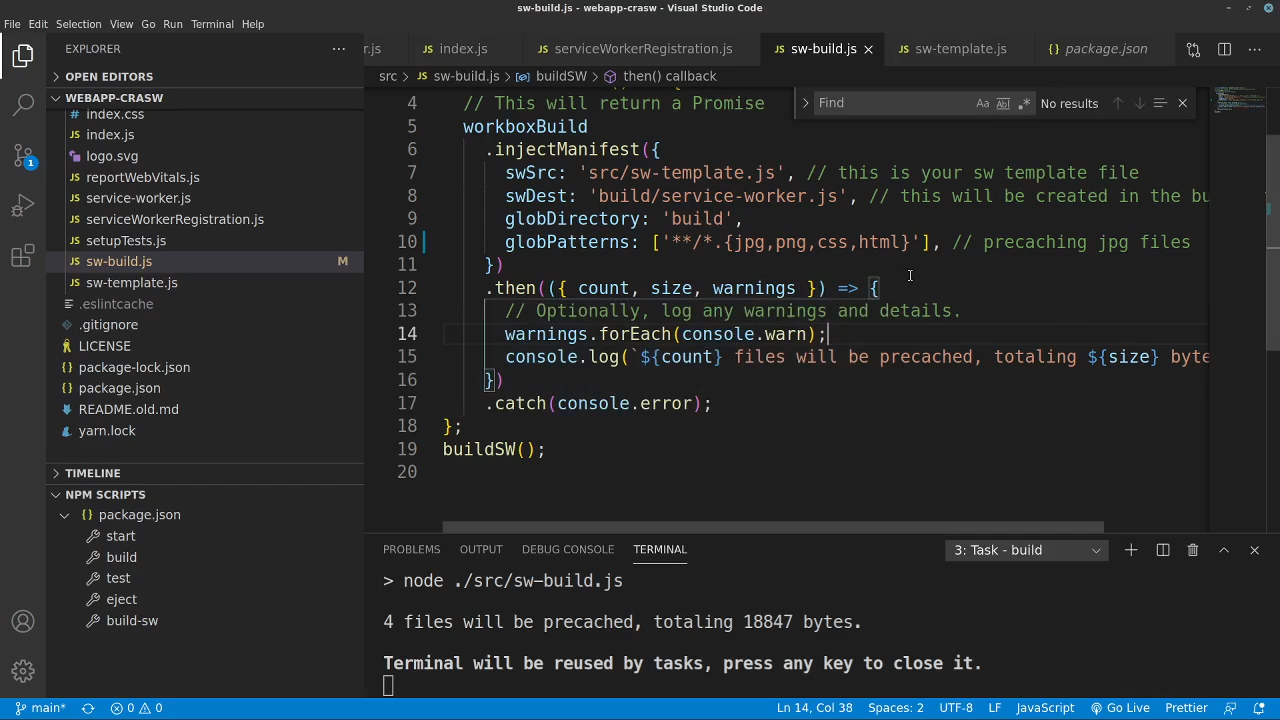 sw-build.js - webapp-crasw - Visual Studio Code
File Edit Selection View Go Run Terminal Help
EXPLORER
OPEN EDITORS
WEBAPP-CRASW
index.css
index.js
logo.svg
reportWebVitals.js
service-worker.js
serviceWorkerRegistration.js
setupTests.js
sw-build.js M
sw-template.js
.eslintcache
.gitignore
LICENSE
package-lock.json
package.json
README.old.md
yarn.lock
TIMELINE
NPM SCRIPTS
package.json
start
build
test
eject
build-sw
1
r.js index.js serviceWorkerRegistration.js sw-build.js sw-template.js package.json
src sw-build.js buildSW then() callback
Find Aa Ab No results
4 // This will return a Promise
5 workboxBuild
6 .injectManifest({
7 swSrc: 'src/sw-template.js', // this is your sw template file
8 swDest: 'build/service-worker.js', // this will be created in the bu
9 globDirectory: 'build',
10 globPatterns: ['**/*.{jpg,png,css,html}'], // precaching jpg files
11 })
12 .then(({ count, size, warnings }) => {
13 // Optionally, log any warnings and details.
14 warnings.forEach(console.warn);
15 console.log(`${count} files will be precached, totaling ${size} byte
16 })
17 .catch(console.error);
18 };
19 buildSW();
20
PROBLEMS OUTPUT DEBUG CONSOLE TERMINAL 3: Task - build
> node ./src/sw-build.js
4 files will be precached, totaling 18847 bytes.
Terminal will be reused by tasks, press any key to close it.
main* 0 0 Ln 14, Col 38 Spaces: 2 UTF-8 LF JavaScript Go Live Prettier